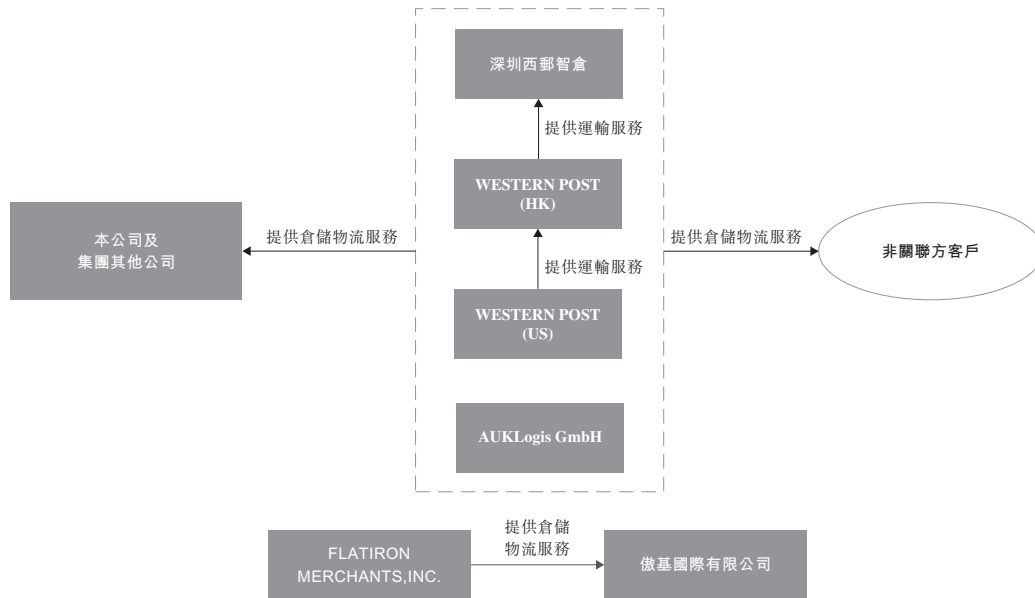 深圳西郵智倉
提供運輸服務
WESTERN POST
(HK)
本公司及
集團其他公司
提供倉儲物流服務
提供倉儲物流服務
非關聯方客戶
提供運輸服務
WESTERN POST
(US)
AUKLogis GmbH
FLATIRON
MERCHANTS,INC.
提供倉儲
物流服務
傲基國際有限公司